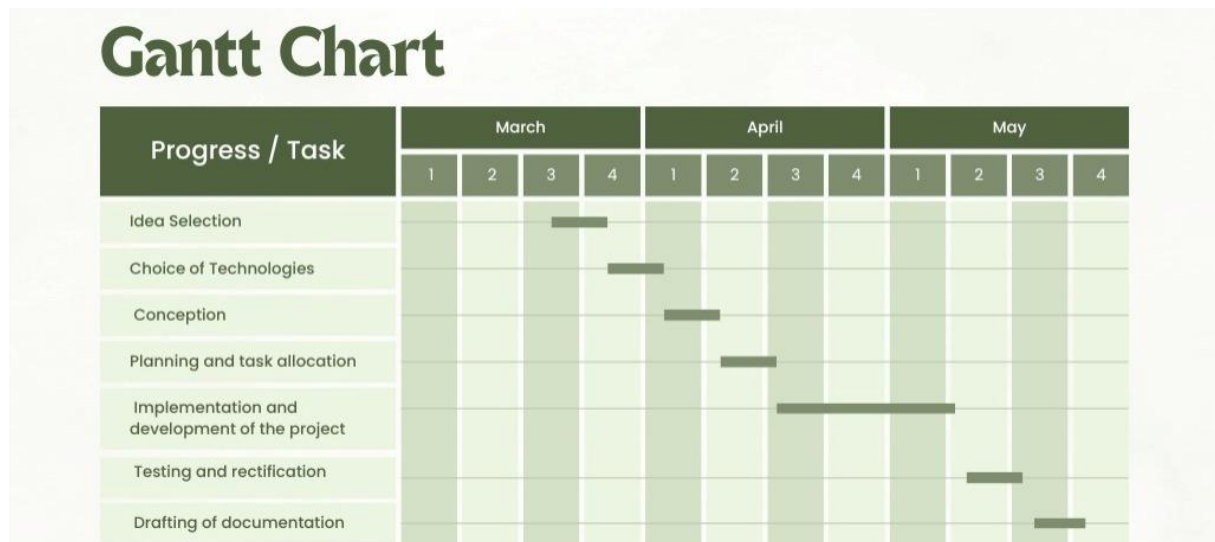 Gantt Chart
Progress / Task
March April May
1 2 3 4 1 2 3 4 1 2 3 4
Idea Selection
Choice of Technologies
Conception
Planning and task allocation
Implementation and
development of the project
Testing and rectification
Drafting of documentation